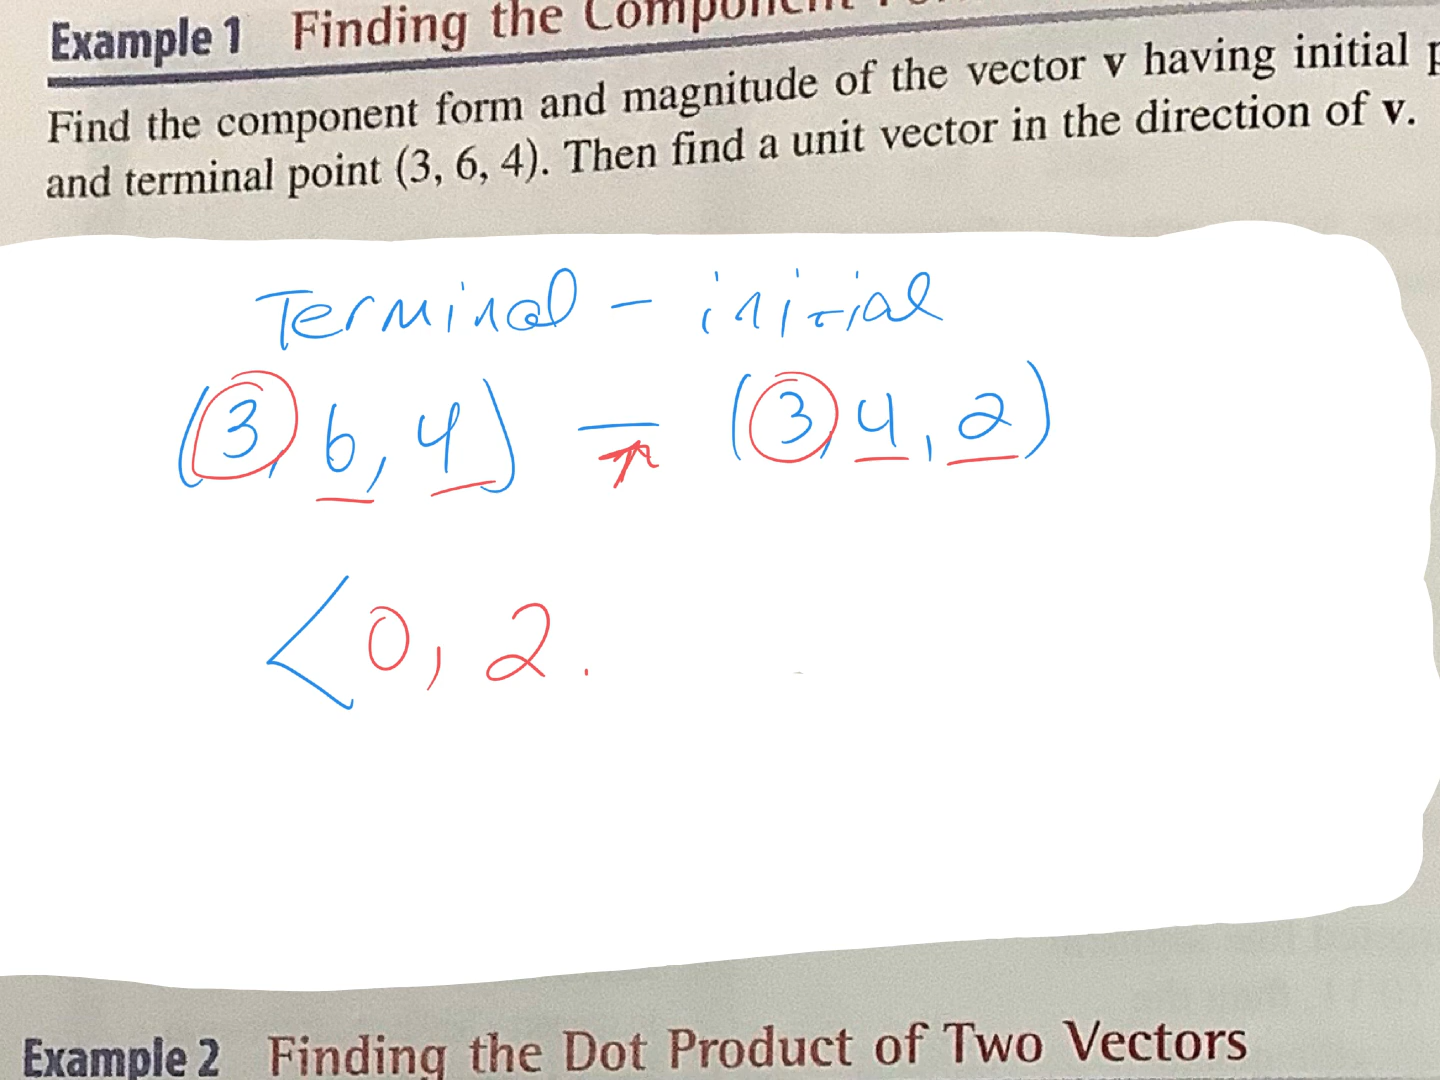 Example 1 Finding the Component
Find the component form and magnitude of the vector v having initial
and terminal point (3, 6, 4). Then find a unit vector in the direction of v.
Terminal - initial
(3, 6, 4) - (3, 4, 2)
<0, 2.
Example 2 Finding the Dot Product of Two Vectors